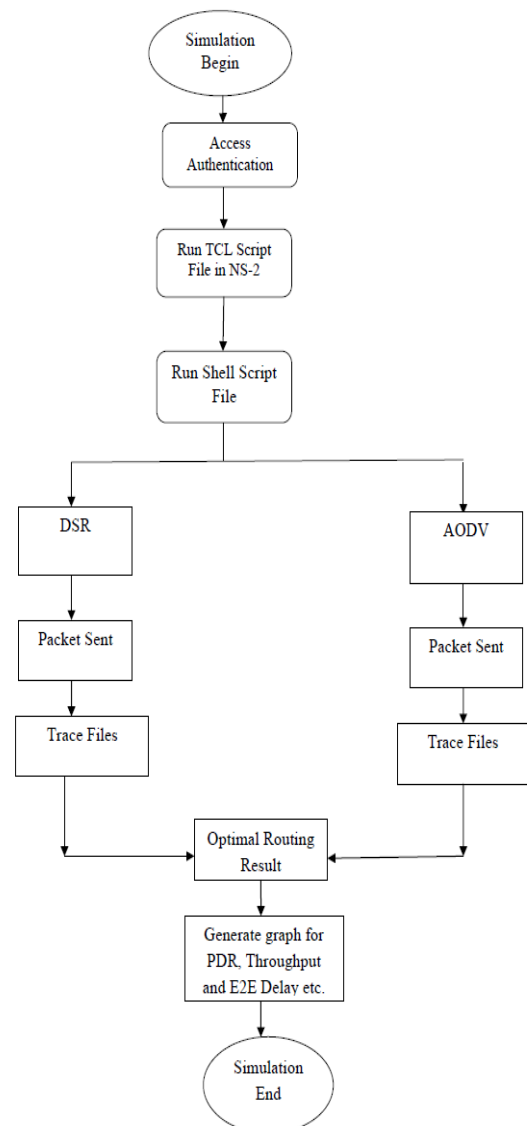 Simulation
Begin
Access
Authentication
Run TCL Script
File in NS-2
Run Shell Script
File
DSR
Packet Sent
Trace Files
AODV
Packet Sent
Trace Files
Optimal Routing
Result
Generate graph for
PDR, Throughput
and E2E Delay etc.
Simulation
End